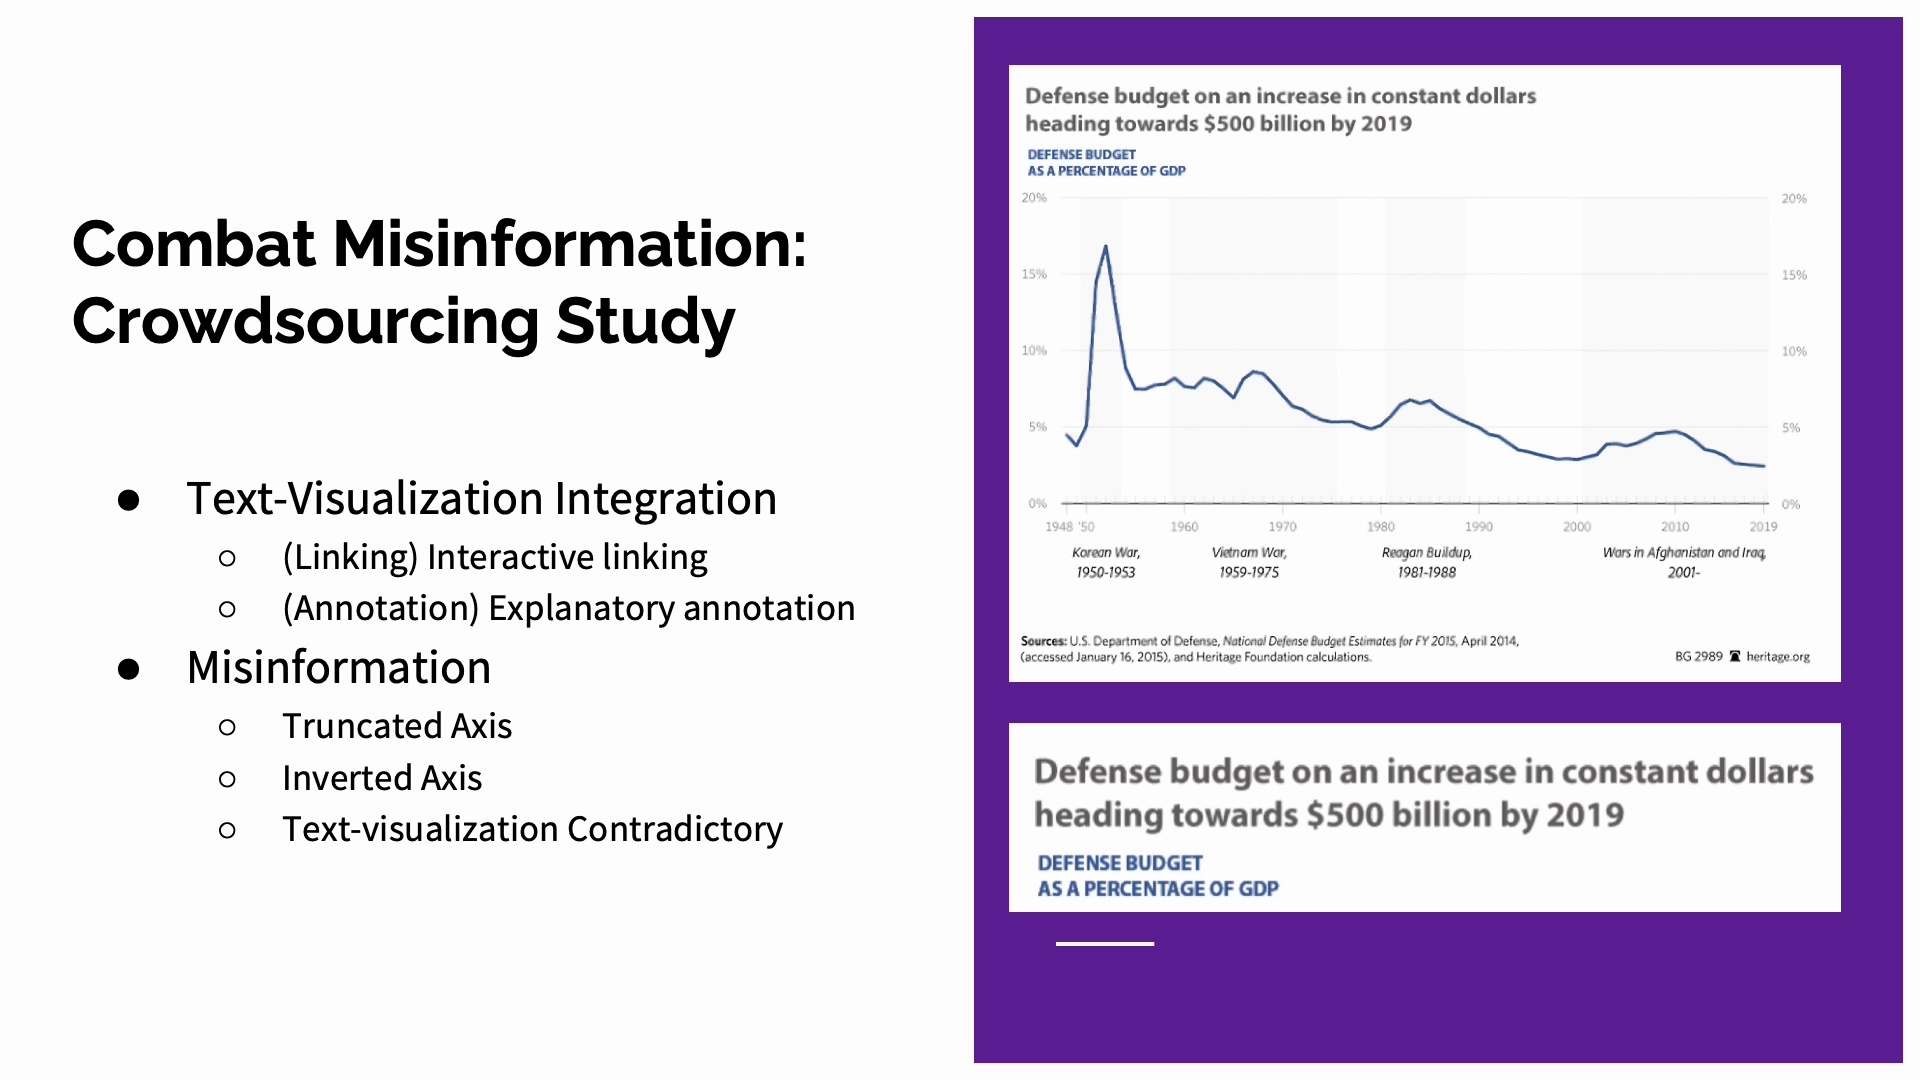 Combat Misinformation:
Crowdsourcing Study
● Text-Visualization Integration
○ (Linking) Interactive linking
○ (Annotation) Explanatory annotation
● Misinformation
○ Truncated Axis
○ Inverted Axis
○ Text-visualization Contradictory
Defense budget on an increase in constant dollars
heading towards $500 billion by 2019
DEFENSE BUDGET
AS A PERCENTAGE OF GDP
20% 20%
15% 15%
10% 10%
5% 5%
0% 0%
1948 '50 1960 1970 1980 1990 2000 2010 2019
Korean War, Vietnam War, Reagan Buildup, Wars in Afghanistan and Iraq,
1950-1953 1959-1975 1981-1988 2001-
Sources: U.S. Department of Defense, National Defense Budget Estimates for FY 2015, April 2014,
(accessed January 16, 2015), and Heritage Foundation calculations. BG 2989 heritage.org
Defense budget on an increase in constant dollars
heading towards $500 billion by 2019
DEFENSE BUDGET
AS A PERCENTAGE OF GDP